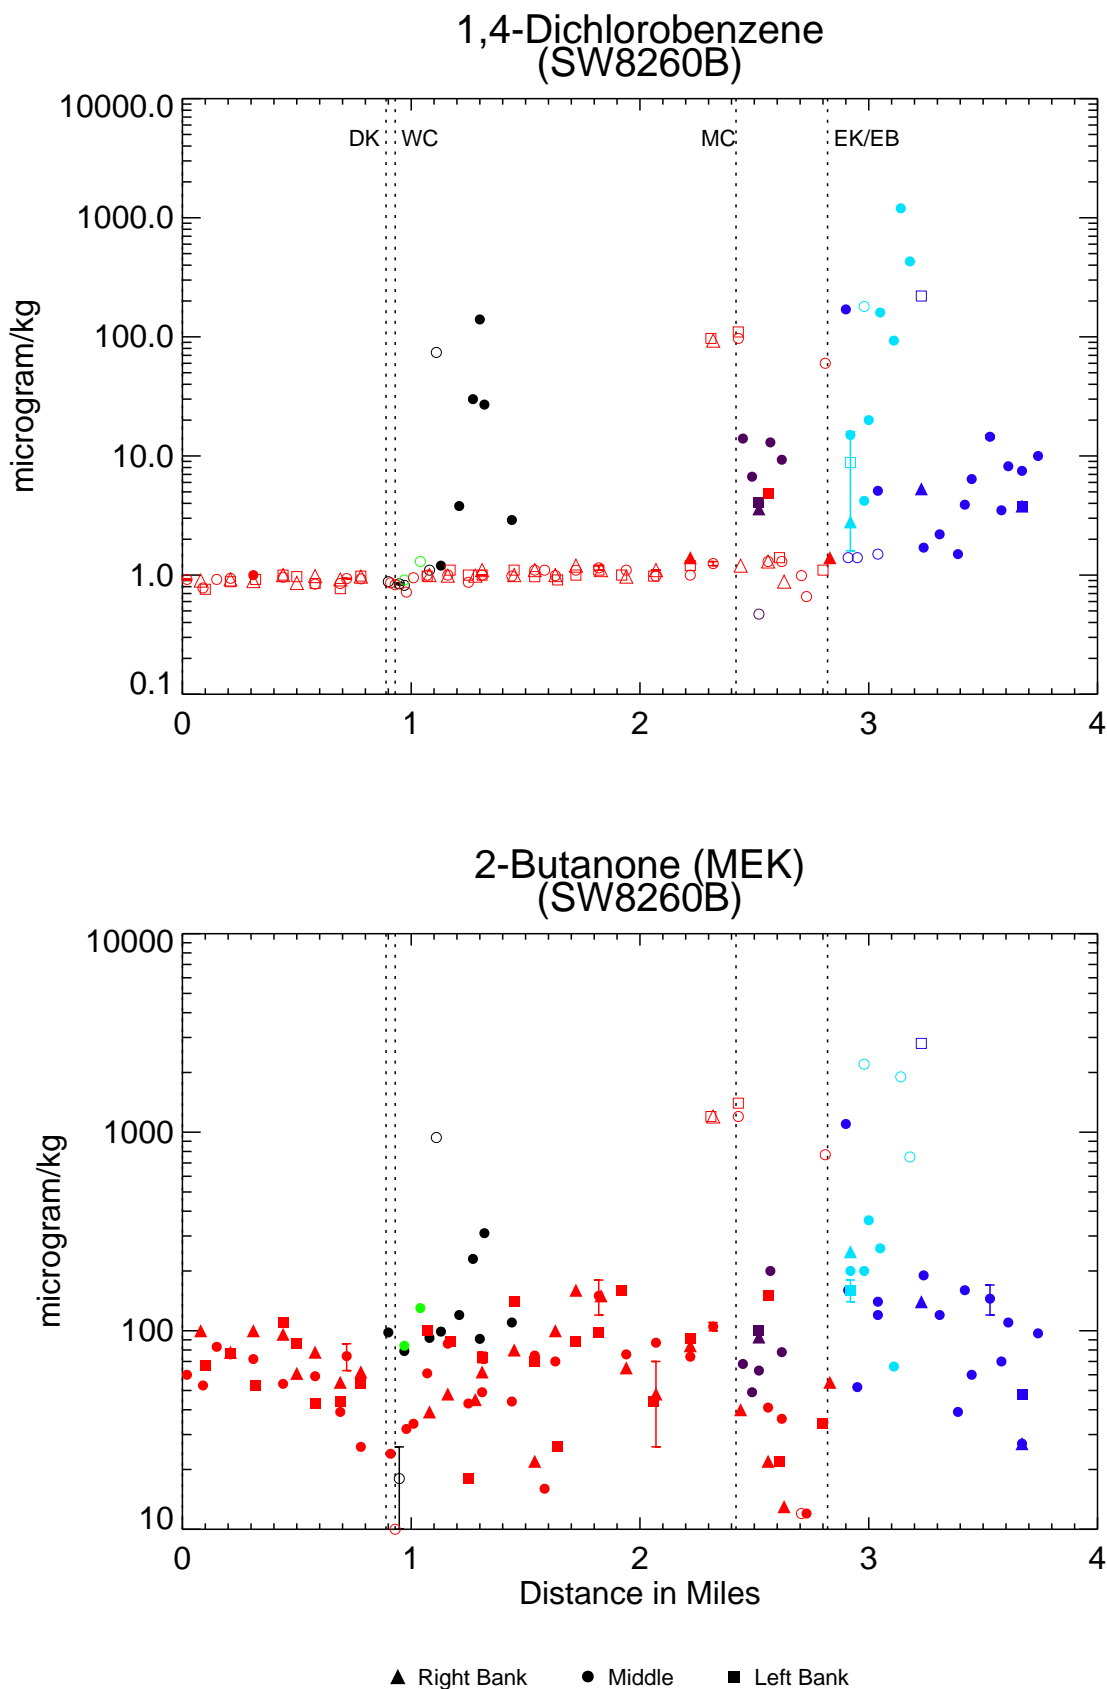 1,4-Dichlorobenzene
(SW8260B)
10000.0
DK WC MC EK/EB
1000.0
100.0
microgram/kg
10.0
1.0
0.1
0 1 2 3 4
2-Butanone (MEK)
(SW8260B)
10000
1000
microgram/kg
100
10
0 1 2 3 4
Distance in Miles
Right Bank Middle Left Bank